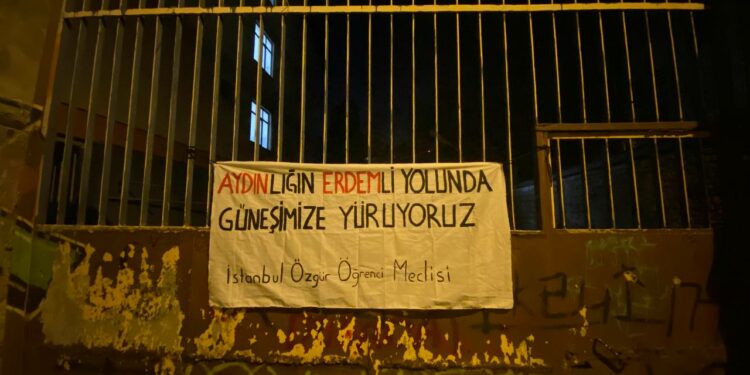 AYDINLIĞIN ERDEMLİ YOLUNDA
GÜNEŞİMİZE YÜRÜYORUZ
İstanbul Özgür Öğrenci Meclisi